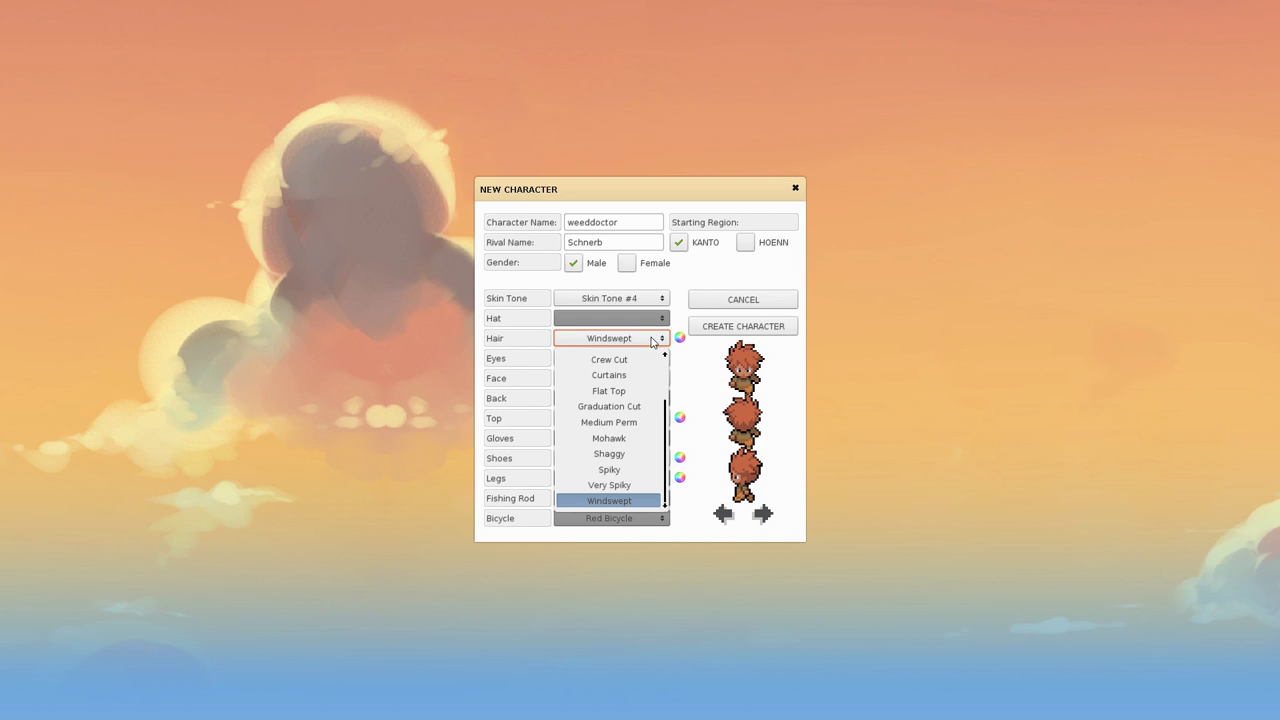 NEW CHARACTER
Character Name: weeddoctor Starting Region:
Rival Name: Schnerb KANTO HOENN
Gender: Male Female
Skin Tone Skin Tone #4 CANCEL
Hat
CREATE CHARACTER
Hair Windswept
Eyes Crew Cut
Face Curtains
Back Flat Top
Top Graduation Cut
Gloves Medium Perm
Shoes Mohawk
Legs Shaggy
Fishing Rod Spiky
Very Spiky
Windswept
Bicycle Red Bicycle